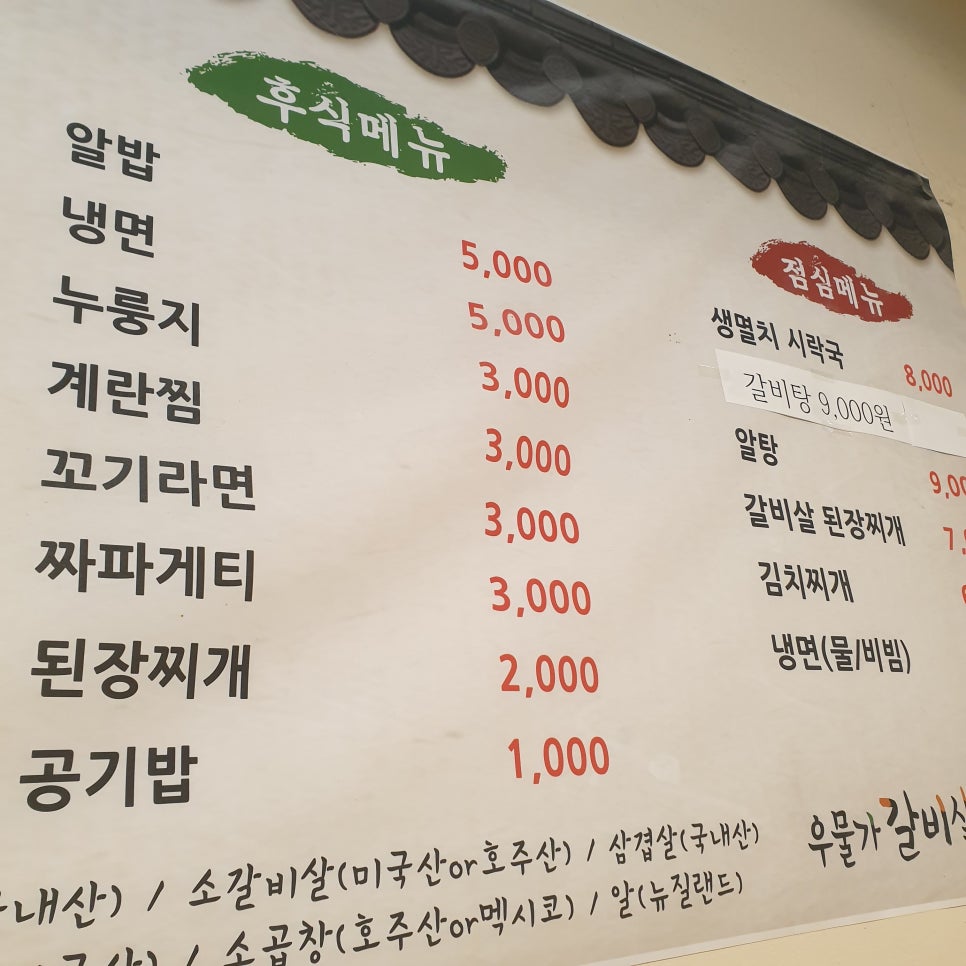 후식메뉴
알밥 5,000
냉면 5,000
누룽지 3,000
계란찜 3,000
꼬기라면 3,000
짜파게티 3,000
된장찌개 2,000
공기밥 1,000
점심메뉴
생멸치 시락국 8,000
갈비탕 9,000원
알탕
갈비살 된장찌개
김치찌개
냉면(물/비빔)
우물가 갈비살
/ 소갈비살(미국산or호주산) / 삼겹살(국내산)
/ 소곱창(호주산or멕시코) / 알(뉴질랜드)